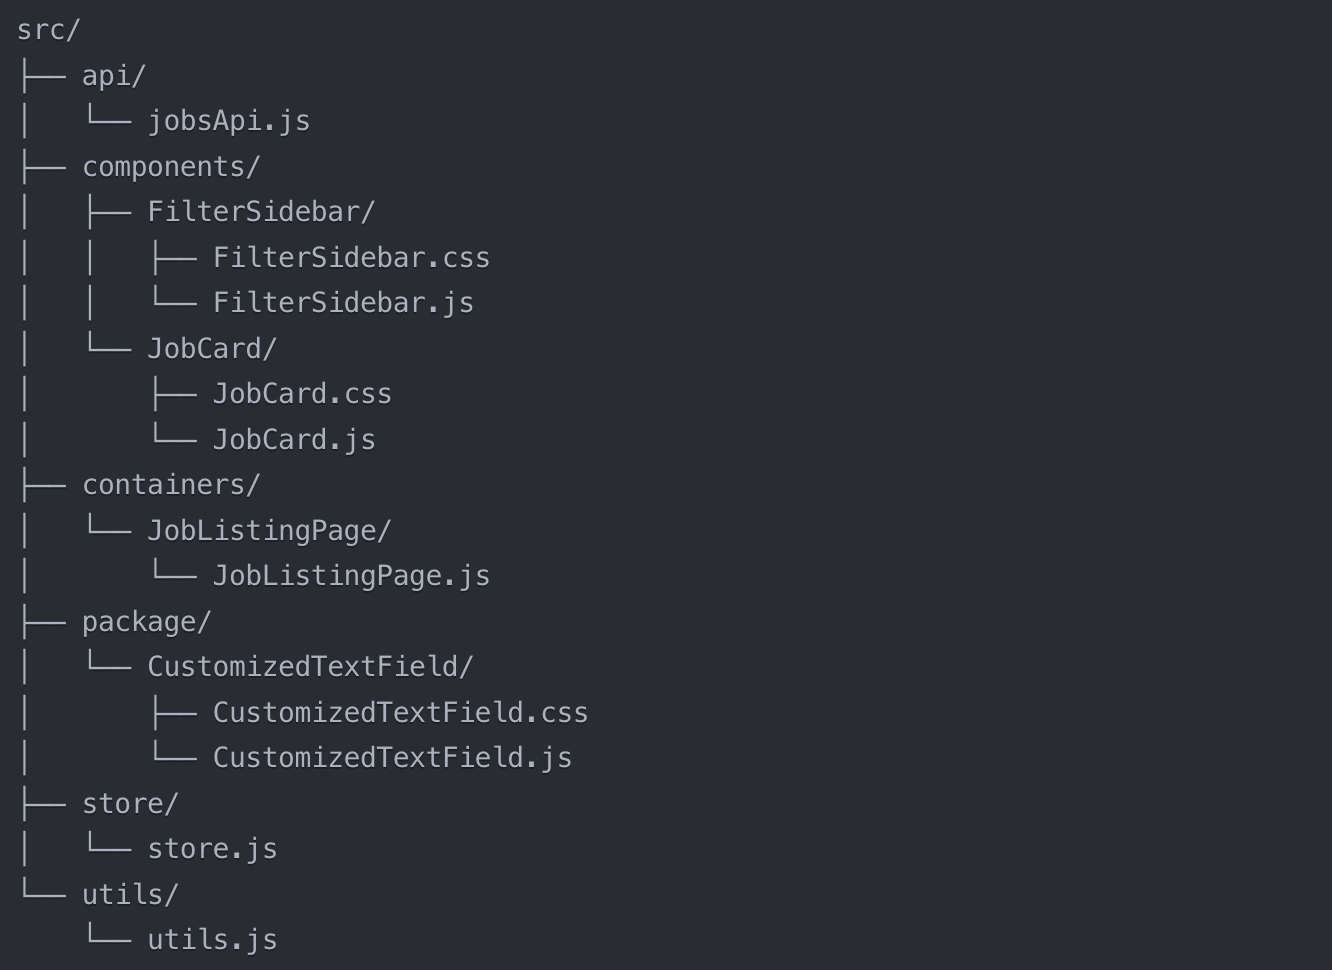 src/
├── api/
│   └── jobsApi.js
├── components/
│   ├── FilterSidebar/
│   │   ├── FilterSidebar.css
│   │   └── FilterSidebar.js
│   └── JobCard/
│       ├── JobCard.css
│       └── JobCard.js
├── containers/
│   └── JobListingPage/
│       └── JobListingPage.js
├── package/
│   └── CustomizedTextField/
│       ├── CustomizedTextField.css
│       └── CustomizedTextField.js
├── store/
│   └── store.js
└── utils/
    └── utils.js